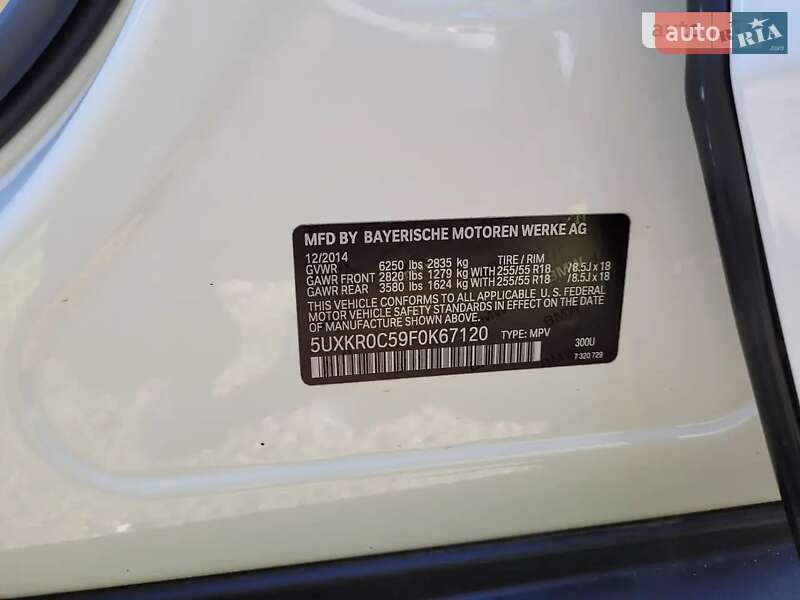 auto RIA
.com
MFD BY BAYERISCHE MOTOREN WERKE AG
12/2014
GVWR 6250 lbs 2835 kg TIRE / RIM
GAWR FRONT 2820 lbs 1279 kg WITH 255/55 R18 /8.5J x 18
GAWR REAR 3580 lbs 1624 kg WITH 255/55 R18 /8.5J x 18
THIS VEHICLE CONFORMS TO ALL APPLICABLE U. S. FEDERAL
MOTOR VEHICLE SAFETY STANDARDS IN EFFECT ON THE
DATE OF MANUFACTURE SHOWN ABOVE.
5UXKR0C59F0K67120 TYPE: MPV
300U
7 320 729